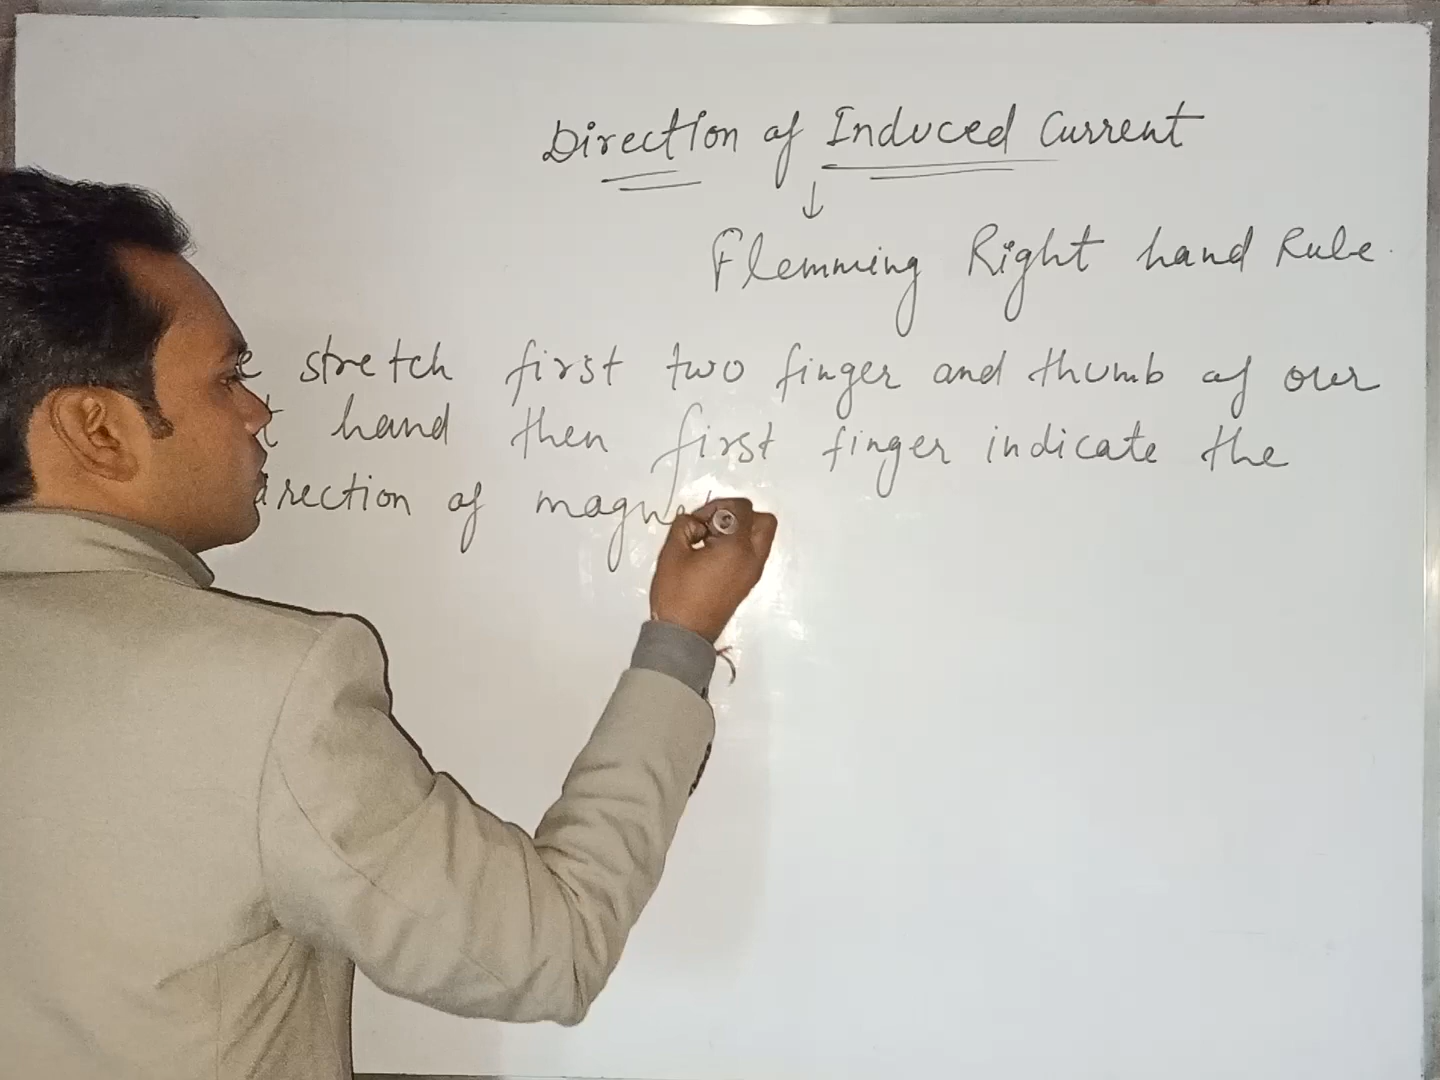 Direction of Induced Current
↓
Flemming Right hand Rule.
stretch first two finger and thumb of our
hand then first finger indicate the
direction of